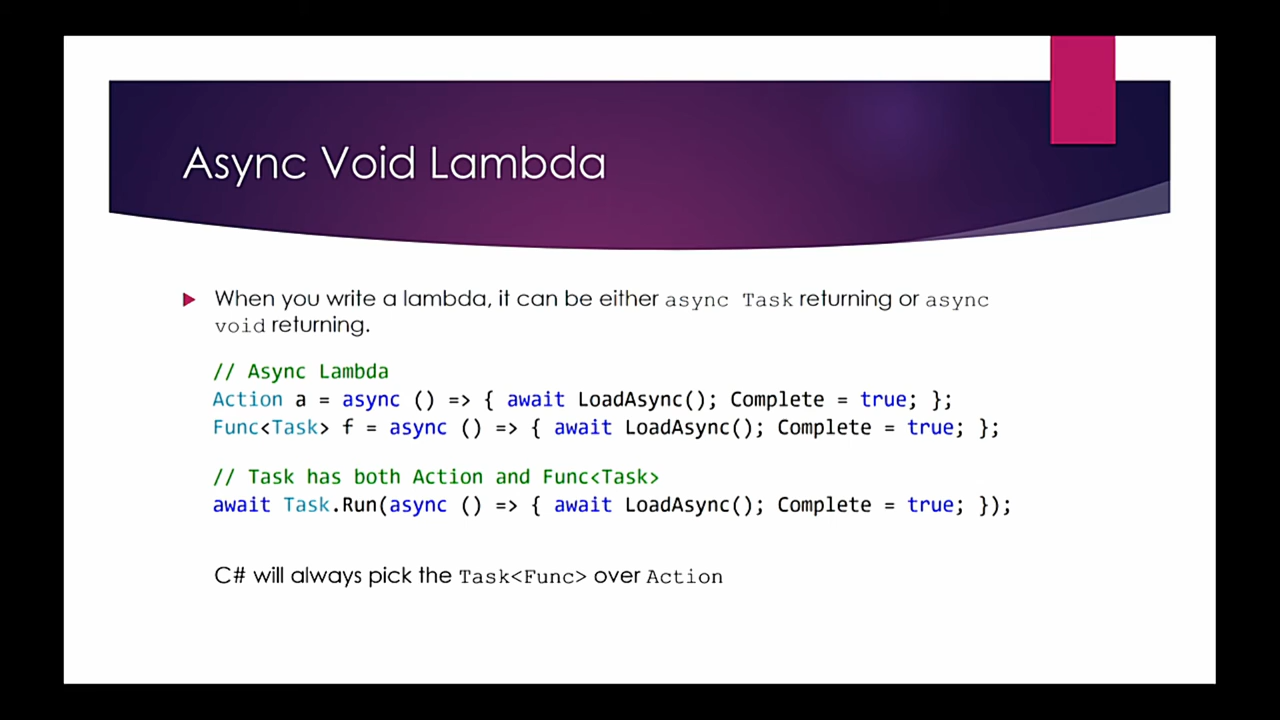 Async Void Lambda
When you write a lambda, it can be either async Task returning or async
void returning.
// Async Lambda
Action a = async () => { await LoadAsync(); Complete = true; };
Func<Task> f = async () => { await LoadAsync(); Complete = true; };
// Task has both Action and Func<Task>
await Task.Run(async () => { await LoadAsync(); Complete = true; });
C# will always pick the Task<Func> over Action